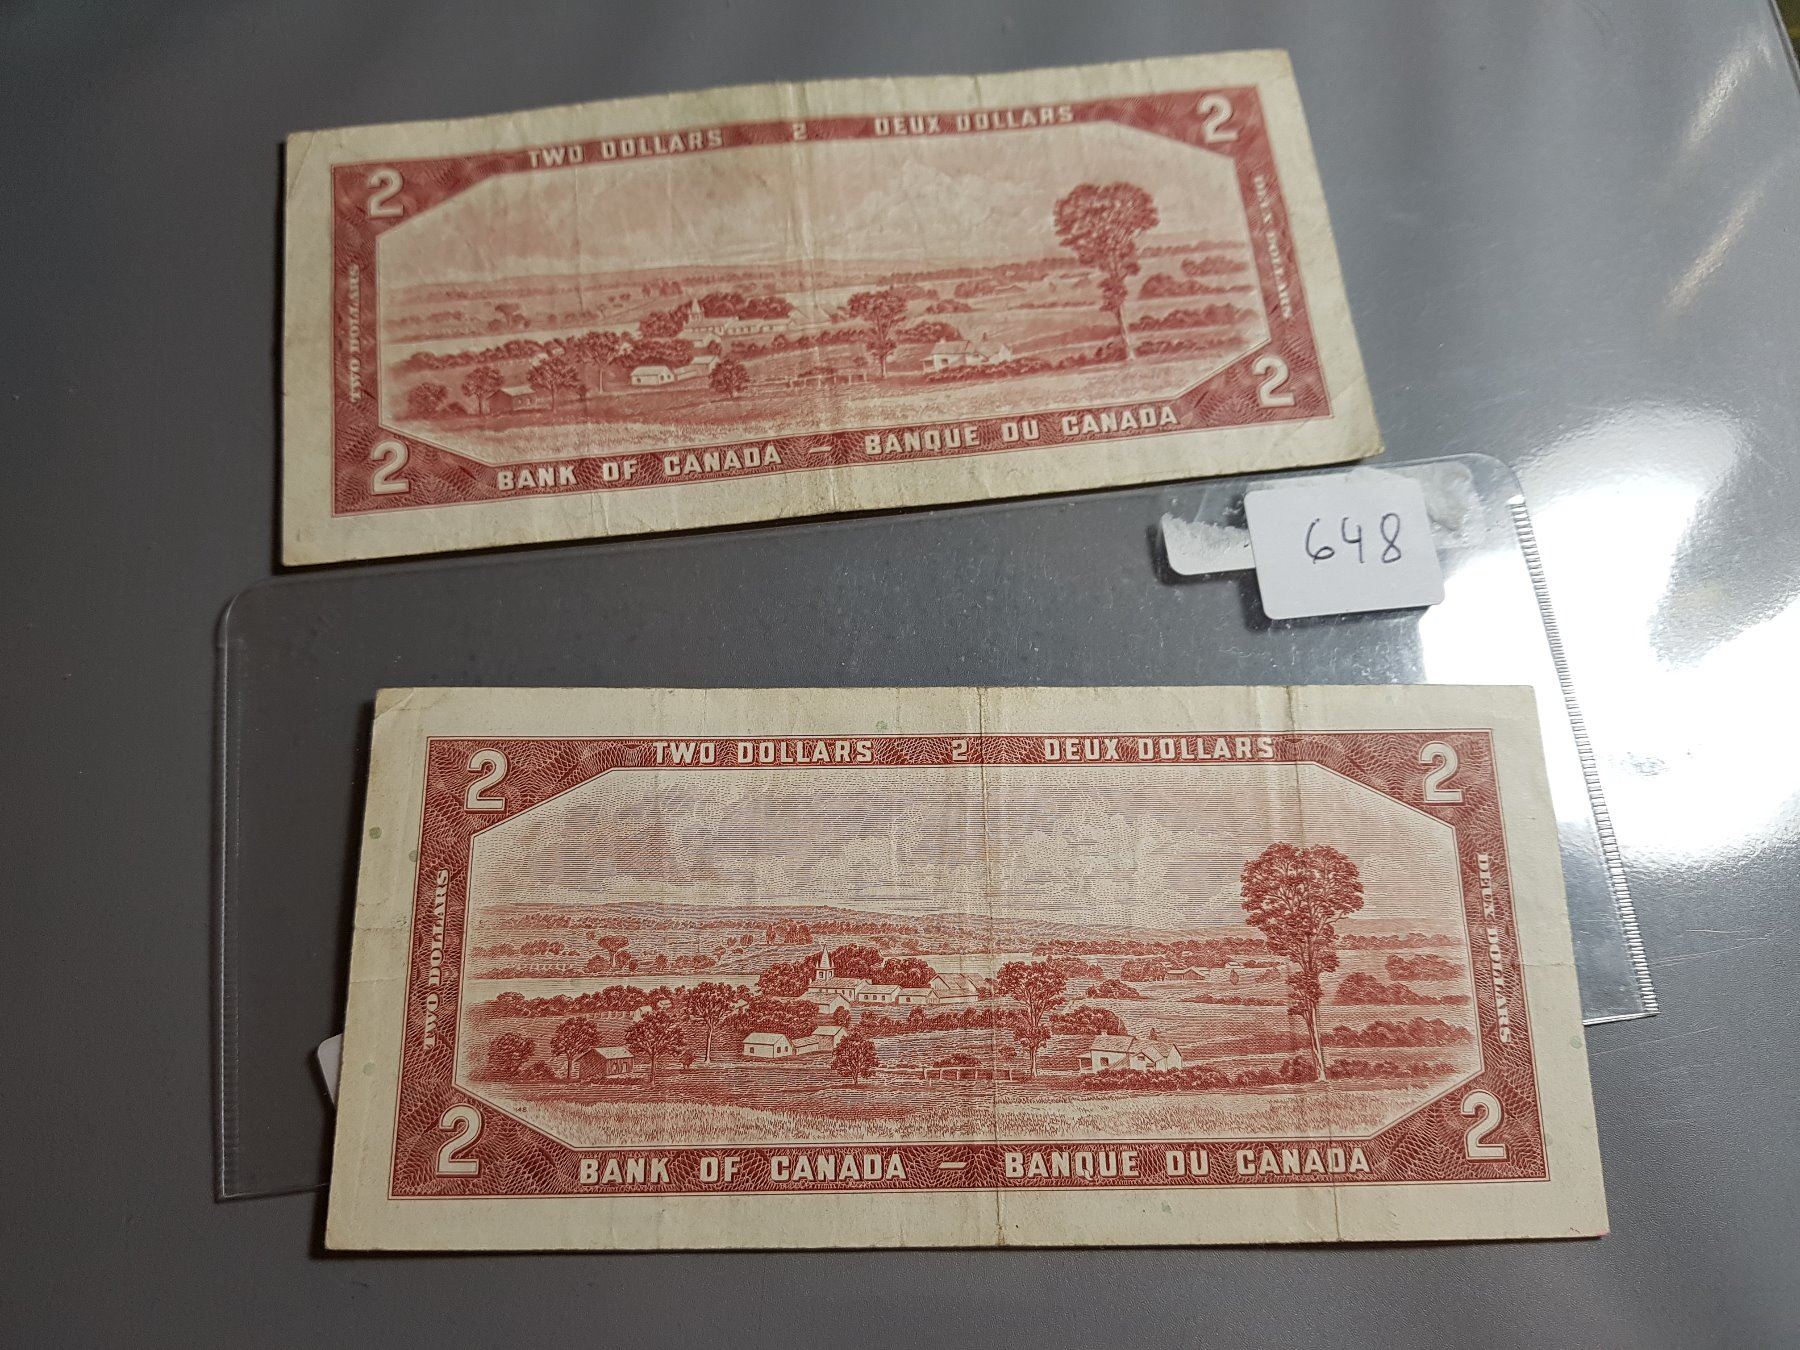 TWO DOLLARS 2 DEUX DOLLARS
2 2
TWO DOLLARS DEUX DOLLARS
2 2
BANK OF CANADA — BANQUE DU CANADA
648
TWO DOLLARS 2 DEUX DOLLARS
2 2
TWO DOLLARS DEUX DOLLARS
2 2
BANK OF CANADA — BANQUE DU CANADA